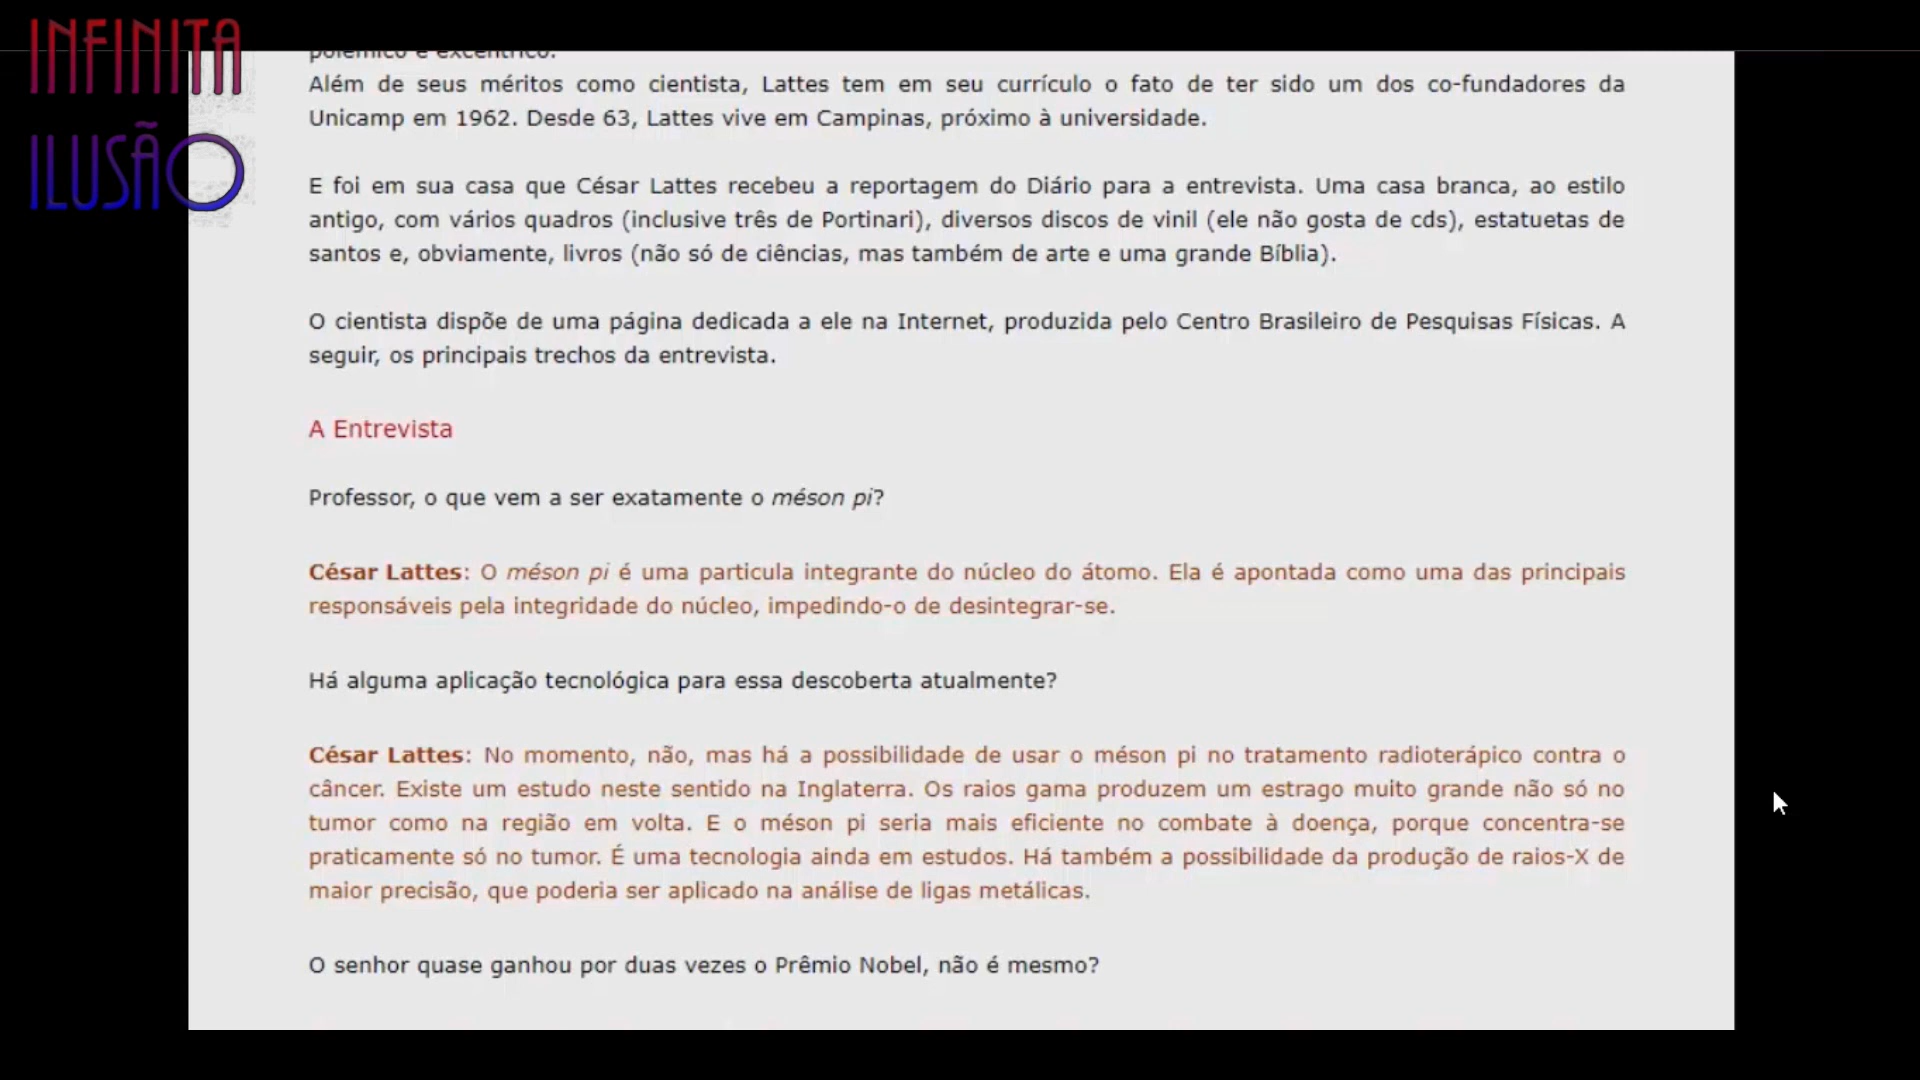 INFINITA
ILUSÃO
polêmico e excêntrico.
Além de seus méritos como cientista, Lattes tem em seu currículo o fato de ter sido um dos co-fundadores da
Unicamp em 1962. Desde 63, Lattes vive em Campinas, próximo à universidade.
E foi em sua casa que César Lattes recebeu a reportagem do Diário para a entrevista. Uma casa branca, ao estilo
antigo, com vários quadros (inclusive três de Portinari), diversos discos de vinil (ele não gosta de cds), estatuetas de
santos e, obviamente, livros (não só de ciências, mas também de arte e uma grande Bíblia).
O cientista dispõe de uma página dedicada a ele na Internet, produzida pelo Centro Brasileiro de Pesquisas Físicas. A
seguir, os principais trechos da entrevista.
A Entrevista
Professor, o que vem a ser exatamente o méson pi?
César Lattes: O méson pi é uma particula integrante do núcleo do átomo. Ela é apontada como uma das principais
responsáveis pela integridade do núcleo, impedindo-o de desintegrar-se.
Há alguma aplicação tecnológica para essa descoberta atualmente?
César Lattes: No momento, não, mas há a possibilidade de usar o méson pi no tratamento radioterápico contra o
câncer. Existe um estudo neste sentido na Inglaterra. Os raios gama produzem um estrago muito grande não só no
tumor como na região em volta. E o méson pi seria mais eficiente no combate à doença, porque concentra-se
praticamente só no tumor. É uma tecnologia ainda em estudos. Há também a possibilidade da produção de raios-X de
maior precisão, que poderia ser aplicado na análise de ligas metálicas.
O senhor quase ganhou por duas vezes o Prêmio Nobel, não é mesmo?